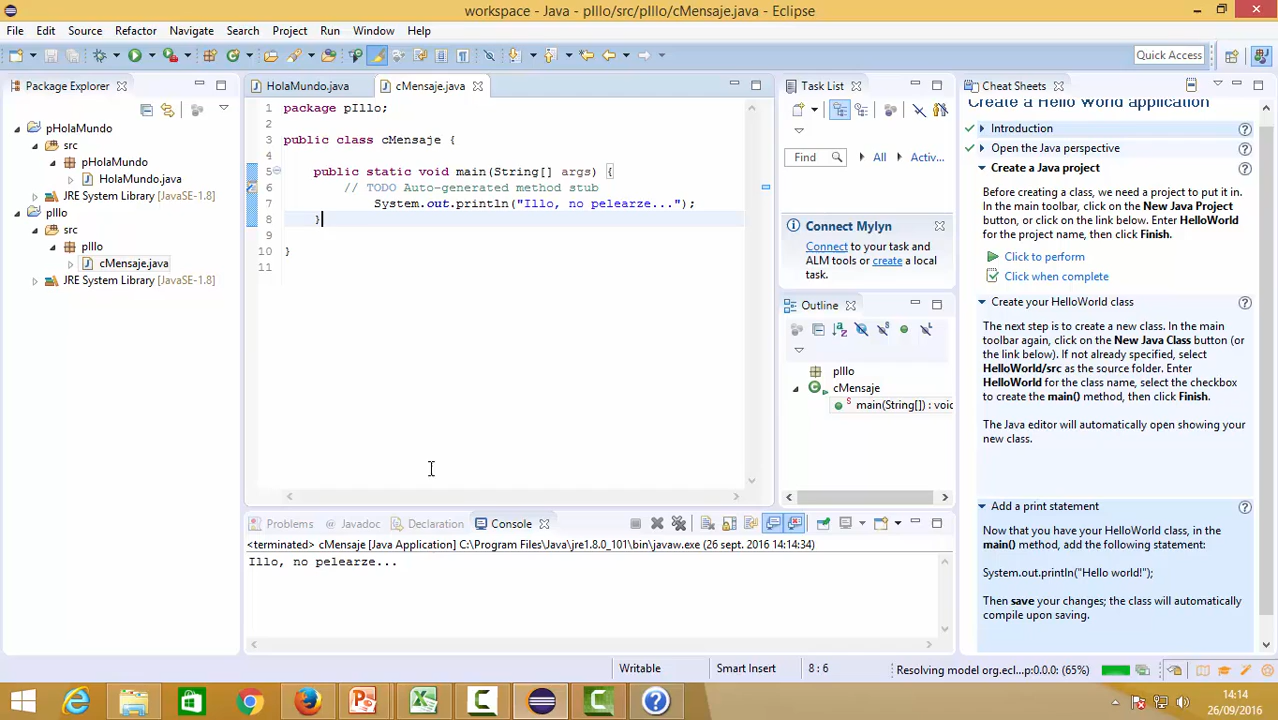 workspace - Java - pIllo/src/pIllo/cMensaje.java - Eclipse
File Edit Source Refactor Navigate Search Project Run Window Help
Quick Access
Package Explorer
pHolaMundo
src
pHolaMundo
HolaMundo.java
JRE System Library [JavaSE-1.8]
pIllo
src
pIllo
cMensaje.java
JRE System Library [JavaSE-1.8]
HolaMundo.java
cMensaje.java
1 package pIllo;
2
3 public class cMensaje {
4
5 public static void main(String[] args) {
6 // TODO Auto-generated method stub
7 System.out.println("Illo, no pelearze...");
8 }
9
10 }
11
Task List
Find
All
Activ...
Connect Mylyn
Connect to your task and
ALM tools or create a local
task.
Outline
pIllo
cMensaje
main(String[]) : voic
Cheat Sheets
Create a Hello World application
Introduction
Open the Java perspective
Create a Java project
Before creating a class, we need a project to put it in.
In the main toolbar, click on the New Java Project
button, or click on the link below. Enter HelloWorld
for the project name, then click Finish.
Click to perform
Click when complete
Create your HelloWorld class
The next step is to create a new class. In the main
toolbar again, click on the New Java Class button (or
the link below). If not already specified, select
HelloWorld/src as the source folder. Enter
HelloWorld for the class name, select the checkbox
to create the main() method, then click Finish.
The Java editor will automatically open showing your
new class.
Add a print statement
Now that you have your HelloWorld class, in the
main() method, add the following statement:
System.out.println("Hello world!");
Then save your changes; the class will automatically
compile upon saving.
Problems Javadoc Declaration Console
<terminated> cMensaje [Java Application] C:\Program Files\Java\jre1.8.0_101\bin\javaw.exe (26 sept. 2016 14:14:34)
Illo, no pelearze...
Writable
Smart Insert
8 : 6
Resolving model org.ecl...p:0.0.0: (65%)
14:14
26/09/2016